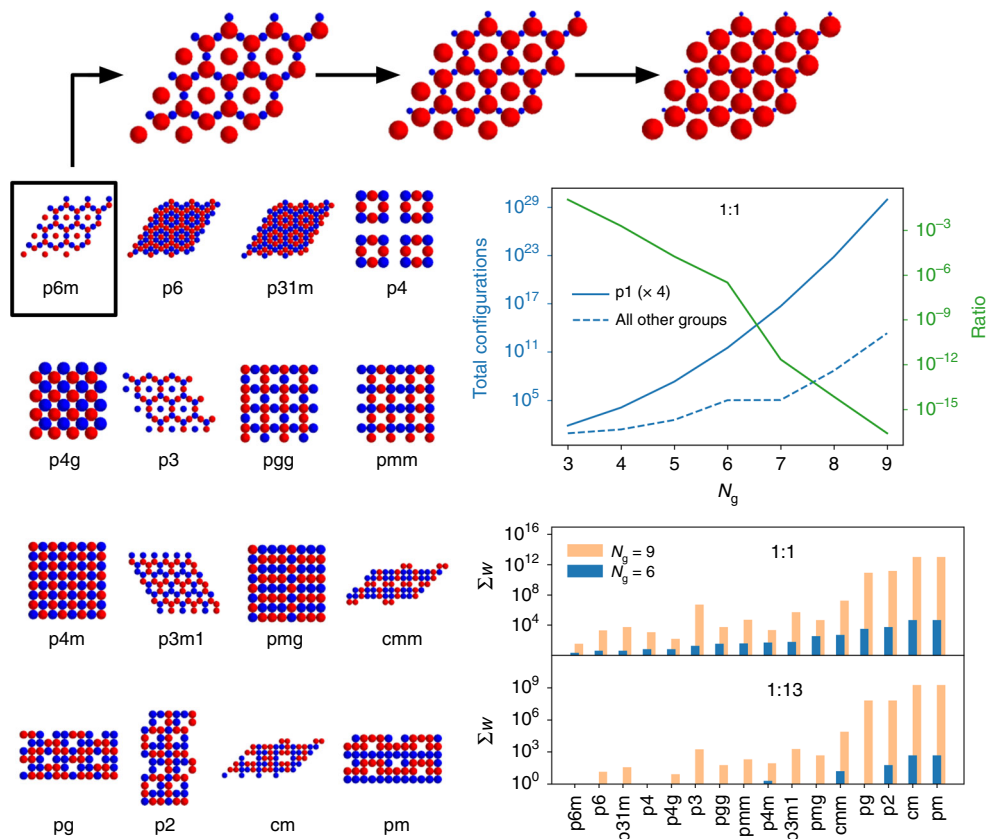 p6m p6 p31m p4
p4g p3 pgg pmm
p4m p3m1 pmg cmm
pg p2 cm pm
Total configurations
10^29
10^23
10^17
10^11
10^5
1:1
p1 (× 4)
All other groups
10^−3
10^−6
10^−9
10^−12
10^−15
Ratio
3 4 5 6 7 8 9
N_g
Σw
10^16
10^12
10^4
N_g = 9
N_g = 6
1:1
Σw
10^9
10^6
10^3
10^0
1:13
p6m p6 p31m p4 p4g p3 pgg pmm p4m p3m1 pmg cmm pg p2 cm pm